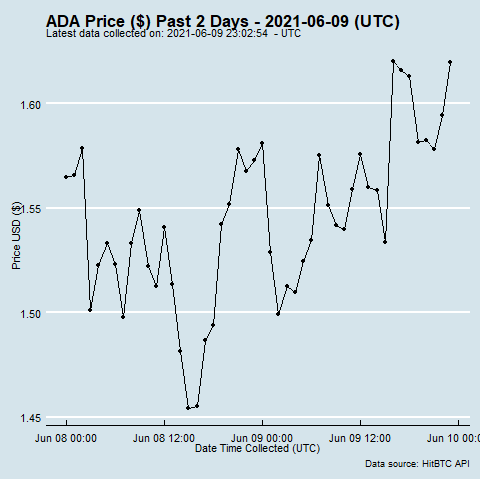 ADA Price ($) Past 2 Days - 2021-06-09 (UTC)
Latest data collected on: 2021-06-09 23:02:54 - UTC
Price USD ($)
1.60
1.55
1.50
1.45
Jun 08 00:00 Jun 08 12:00 Jun 09 00:00 Jun 09 12:00 Jun 10 00:0
Date Time Collected (UTC)
Data source: HitBTC API